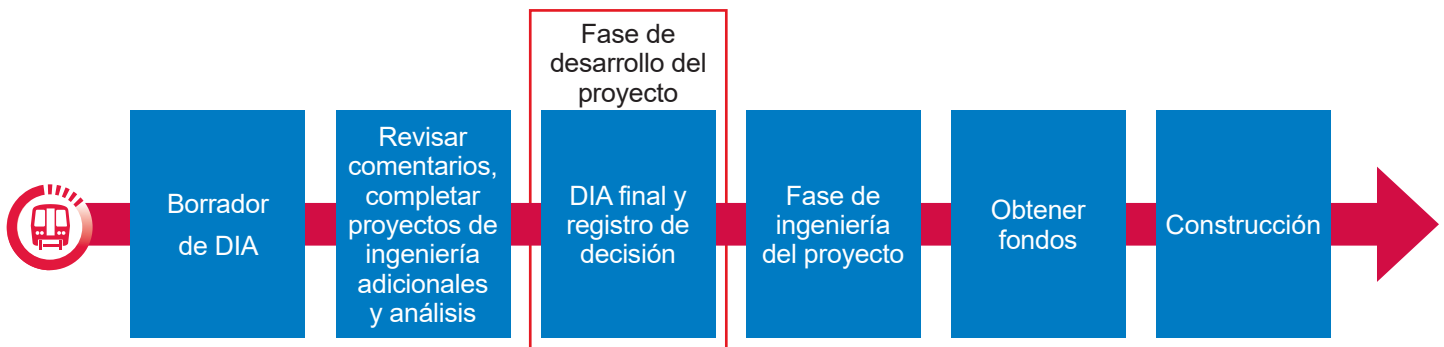 Fase de
desarrollo del
proyecto
Borrador
de DIA
Revisar
comentarios,
completar
proyectos de
ingeniería
adicionales
y análisis
DIA final y
registro de
decisión
Fase de
ingeniería
del proyecto
Obtener
fondos
Construcción